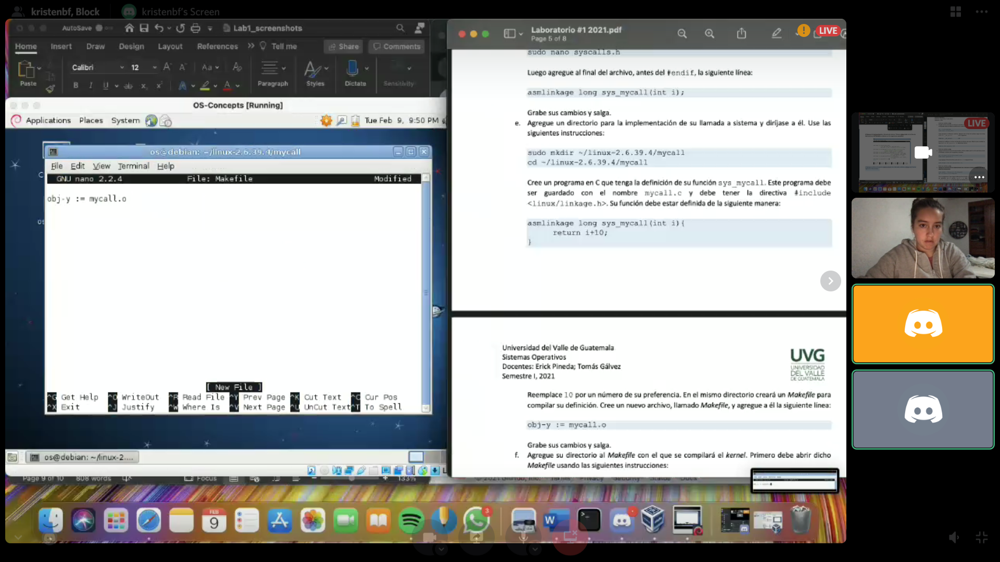 kristenbf, Block
kristenbf's Screen
AutoSave
Lab1_screenshots
Home
Insert
Draw
Design
Layout
References
Tell me
Share
Comments
Calibri
12
Paste
Paragraph
Styles
Dictate
Sensitivity
OS-Concepts [Running]
Applications Places System
Tue Feb 9, 9:50 PM
os@debian: ~/linux-2.6.39.4/mycall
File Edit View Terminal Help
GNU nano 2.2.4 File: Makefile Modified
obj-y := mycall.o
[ New File ]
^G Get Help ^O WriteOut ^R Read File ^Y Prev Page ^K Cut Text ^C Cur Pos
^X Exit ^J Justify ^W Where Is ^V Next Page ^U UnCut Text ^T To Spell
os@debian: ~/linux-2....
Page 9 of 10 808 words
Focus
133%
Laboratorio #1 2021.pdf
Page 5 of 8
LIVE
sudo nano syscalls.h
Luego agregue al final del archivo, antes del #endif, la siguiente línea:
asmlinkage long sys_mycall(int i);
Grabe sus cambios y salga.
e. Agregue un directorio para la implementación de su llamada a sistema y diríjase a él. Use las
siguientes instrucciones:
sudo mkdir ~/linux-2.6.39.4/mycall
cd ~/linux-2.6.39.4/mycall
Cree un programa en C que tenga la definición de su función sys_mycall. Este programa debe
ser guardado con el nombre mycall.c y debe tener la directiva #include
<linux/linkage.h>. Su función debe estar definida de la siguiente manera:
asmlinkage long sys_mycall(int i){
return i+10;
}
Universidad del Valle de Guatemala
Sistemas Operativos
Docentes: Erick Pineda; Tomás Gálvez
Semestre I, 2021
UVG
UNIVERSIDAD
DEL VALLE
DE GUATEMALA
Reemplace 10 por un número de su preferencia. En el mismo directorio creará un Makefile para
compilar su definición. Cree un nuevo archivo, llamado Makefile, y agregue a él la siguiente línea:
obj-y := mycall.o
Grabe sus cambios y salga.
f. Agregue su directorio al Makefile con el que se compilará el kernel. Primero debe abrir dicho
Makefile usando las siguientes instrucciones:
© 2021 GitHub, Inc. Terms Privacy Security Status Docs
FEB
9
3
LIVE